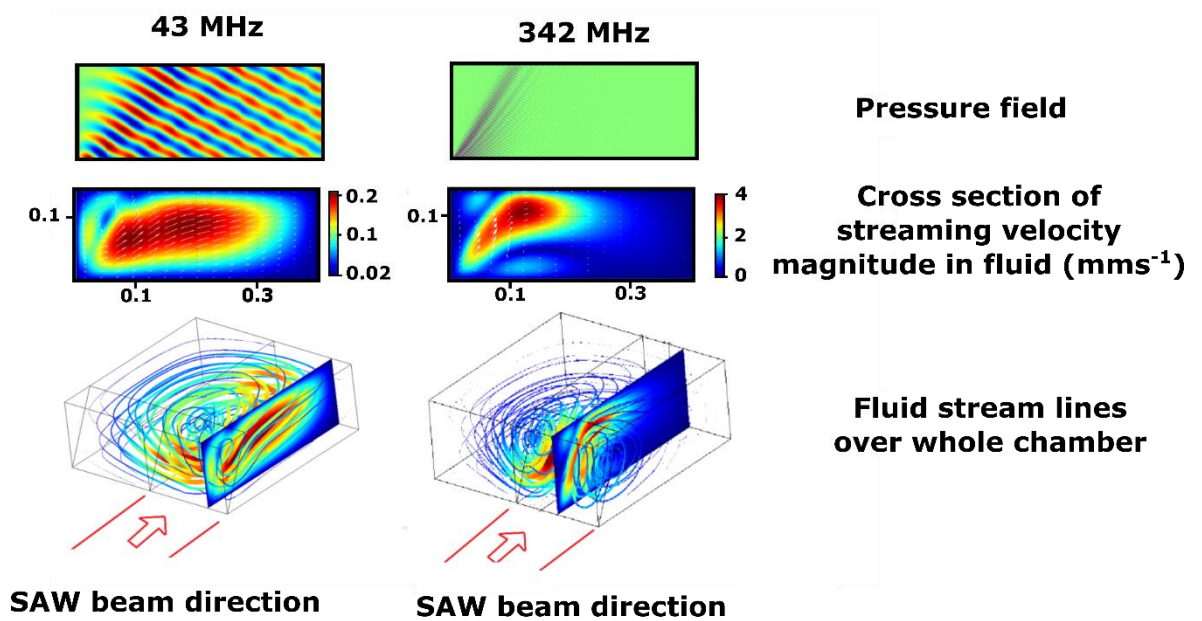 43 MHz
342 MHz
Pressure field
0.1
0.2
0.1
0.02
0.1
0.3
0.1
4
2
0
0.1
0.3
Cross section of
streaming velocity
magnitude in fluid (mms⁻¹)
Fluid stream lines
over whole chamber
SAW beam direction
SAW beam direction